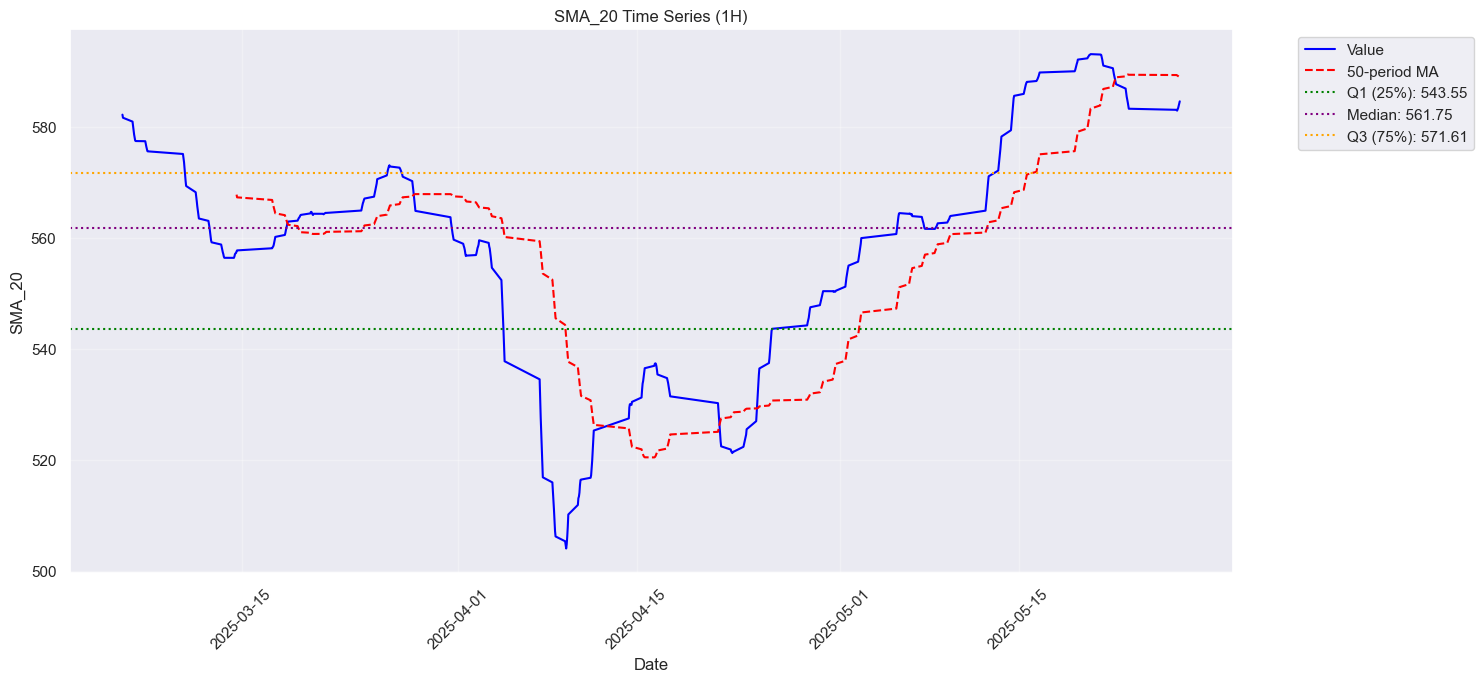 SMA_20 Time Series (1H)
Value
50-period MA
Q1 (25%): 543.55
Median: 561.75
Q3 (75%): 571.61
SMA_20
580
560
540
520
500
2025-03-15
2025-04-01
2025-04-15
2025-05-01
2025-05-15
Date